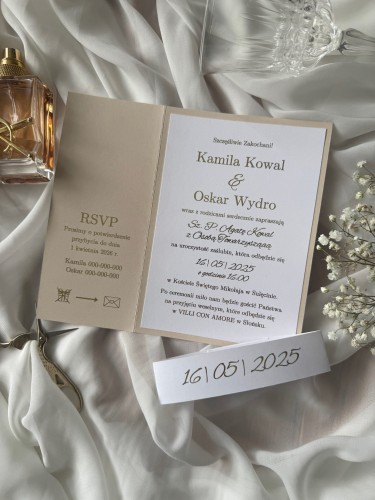 RSVP
Prosimy o potwierdzenie
przybycia do dnia
1 kwietnia 2025 r.
Kamila 000-000-000
Oskar 000-000-000
Szczęśliwie Zakochani!
Kamila Kowal
&
Oskar Wydro
wraz z rodzicami serdecznie zapraszają
Sz. P. Agatę Kowal
z Osobą Towarzyszącą
na uroczystość zaślubin, która odbędzie się
16|05|2025
o godzinie 16:00
w Kościele Świętego Mikołaja w Sulęcinie.
Po ceremonii miło nam będzie gościć Państwa
na przyjęciu weselnym, które odbędzie się
w VILLI CON AMORE w Słońsku.
16|05|2025